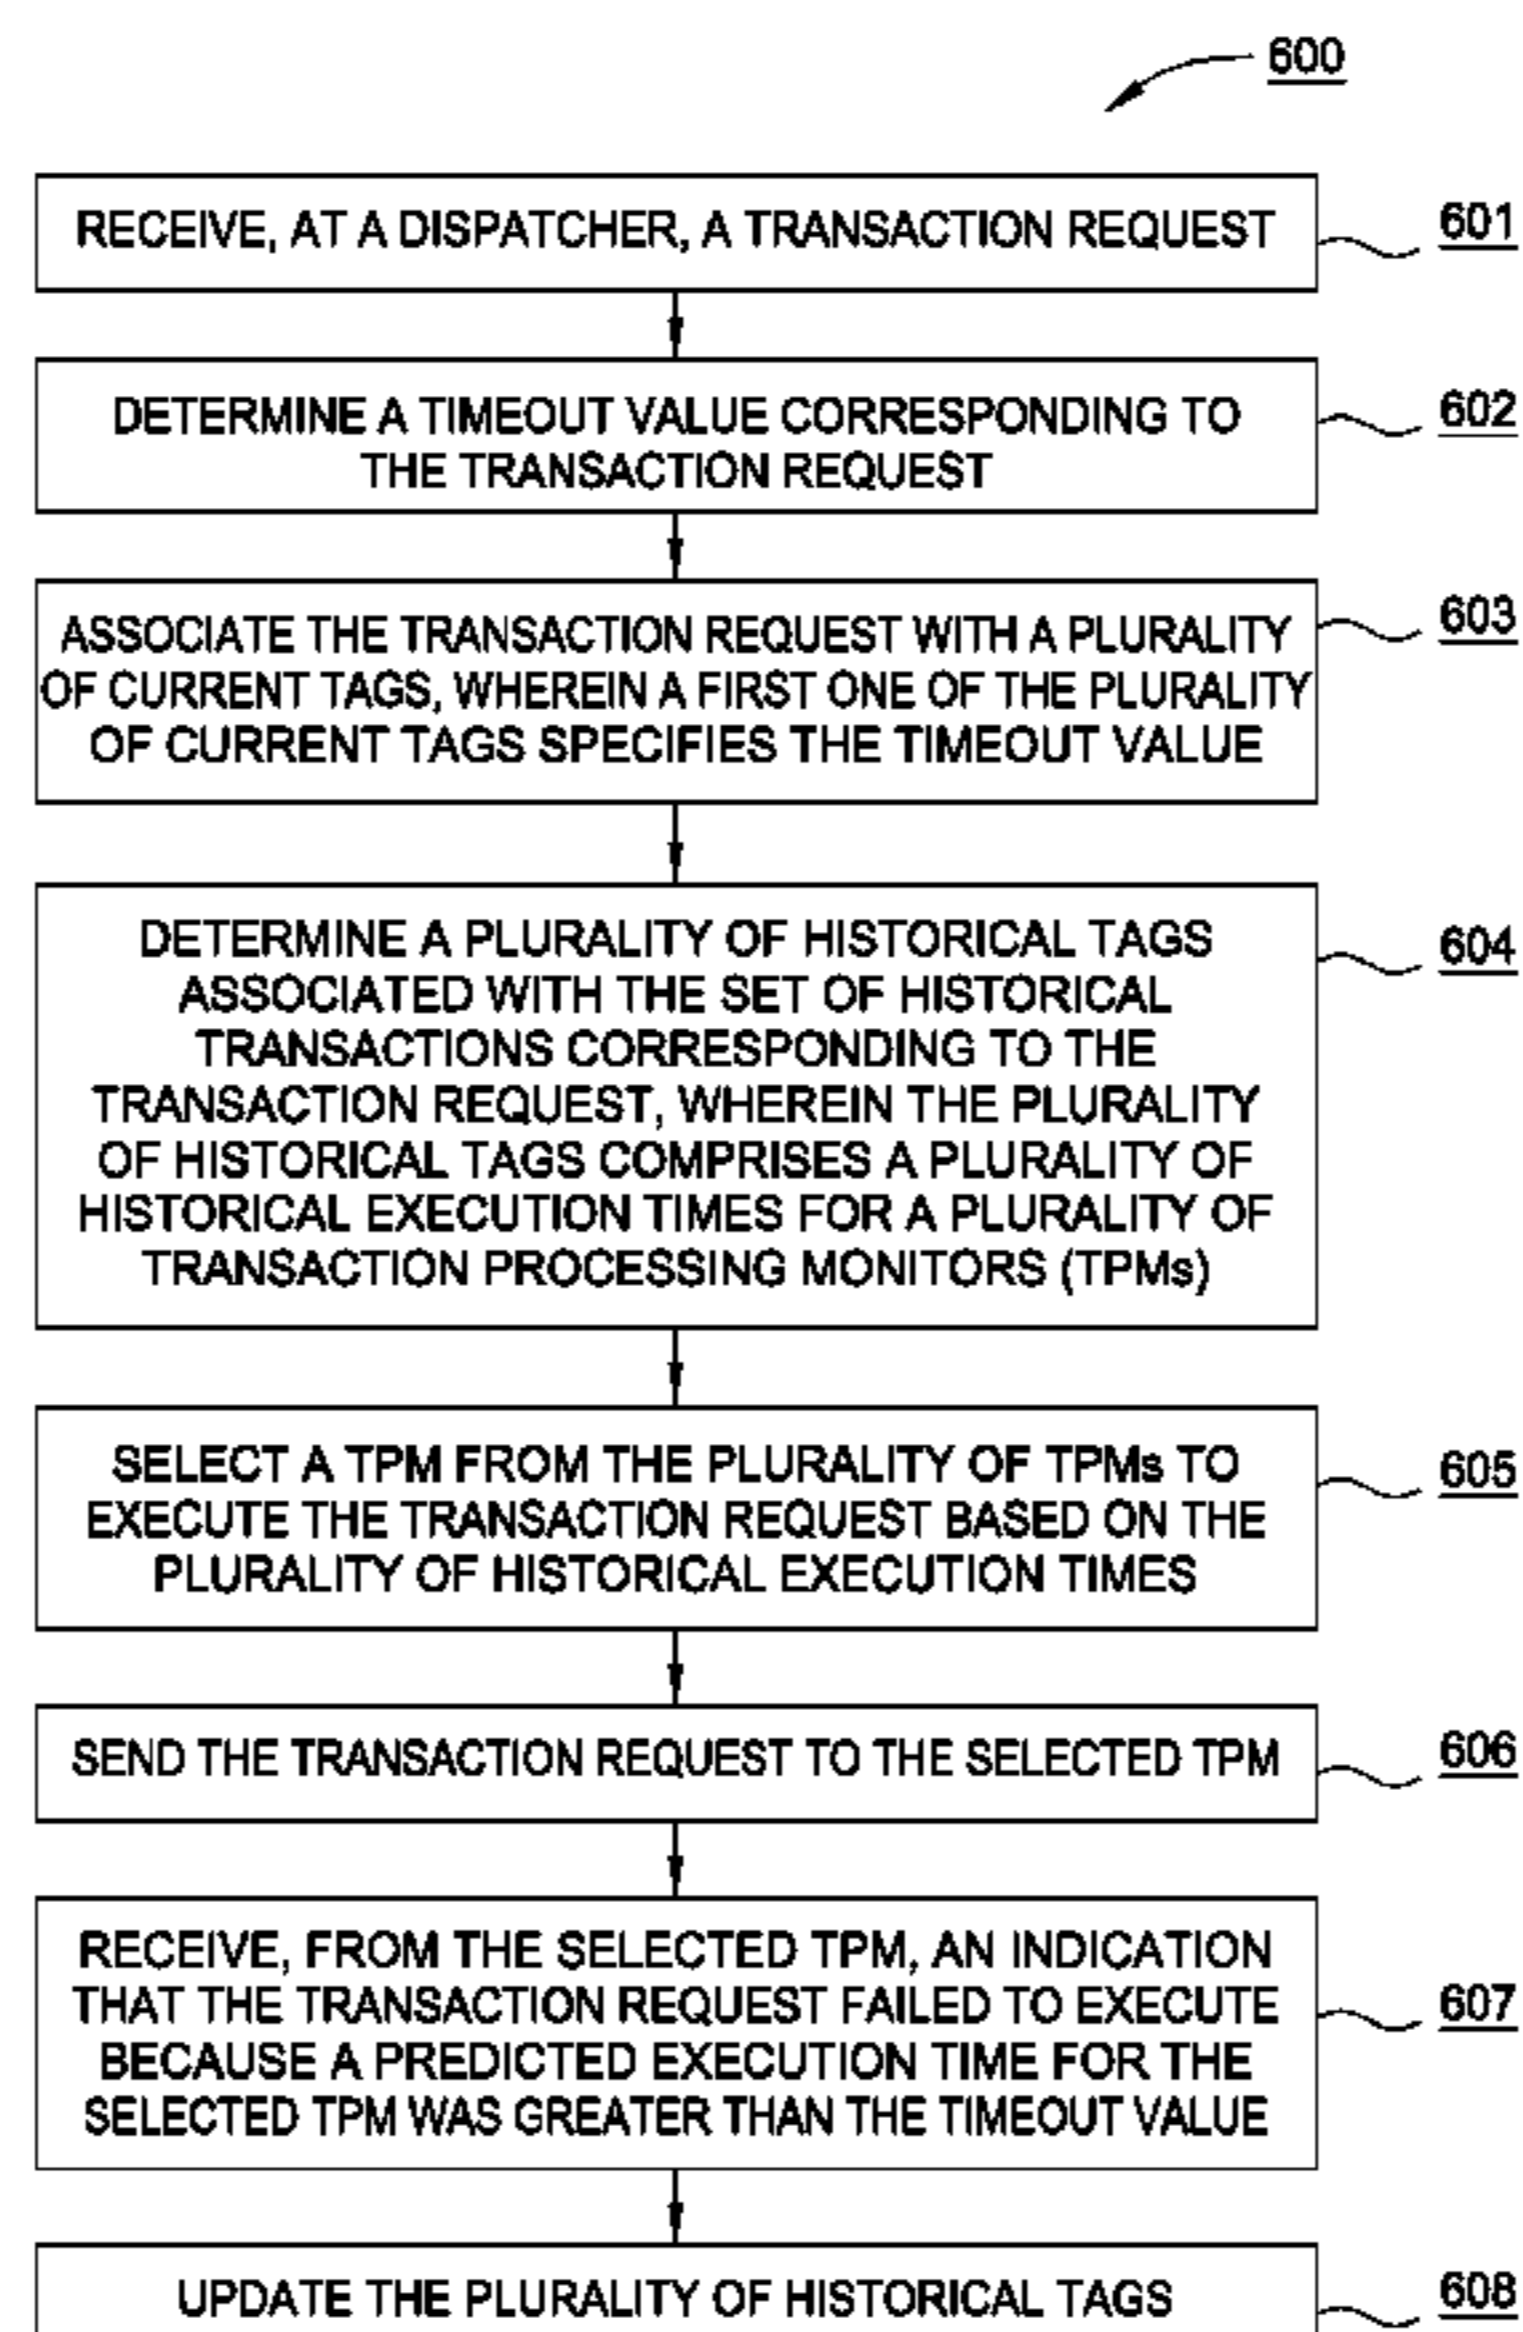 600
RECEIVE, AT A DISPATCHER, A TRANSACTION REQUEST
601
DETERMINE A TIMEOUT VALUE CORRESPONDING TO
THE TRANSACTION REQUEST
602
ASSOCIATE THE TRANSACTION REQUEST WITH A PLURALITY
OF CURRENT TAGS, WHEREIN A FIRST ONE OF THE PLURALITY
OF CURRENT TAGS SPECIFIES THE TIMEOUT VALUE
603
DETERMINE A PLURALITY OF HISTORICAL TAGS
ASSOCIATED WITH THE SET OF HISTORICAL
TRANSACTIONS CORRESPONDING TO THE
TRANSACTION REQUEST, WHEREIN THE PLURALITY
OF HISTORICAL TAGS COMPRISES A PLURALITY OF
HISTORICAL EXECUTION TIMES FOR A PLURALITY OF
TRANSACTION PROCESSING MONITORS (TPMs)
604
SELECT A TPM FROM THE PLURALITY OF TPMs TO
EXECUTE THE TRANSACTION REQUEST BASED ON THE
PLURALITY OF HISTORICAL EXECUTION TIMES
605
SEND THE TRANSACTION REQUEST TO THE SELECTED TPM
606
RECEIVE, FROM THE SELECTED TPM, AN INDICATION
THAT THE TRANSACTION REQUEST FAILED TO EXECUTE
BECAUSE A PREDICTED EXECUTION TIME FOR THE
SELECTED TPM WAS GREATER THAN THE TIMEOUT VALUE
607
UPDATE THE PLURALITY OF HISTORICAL TAGS
608